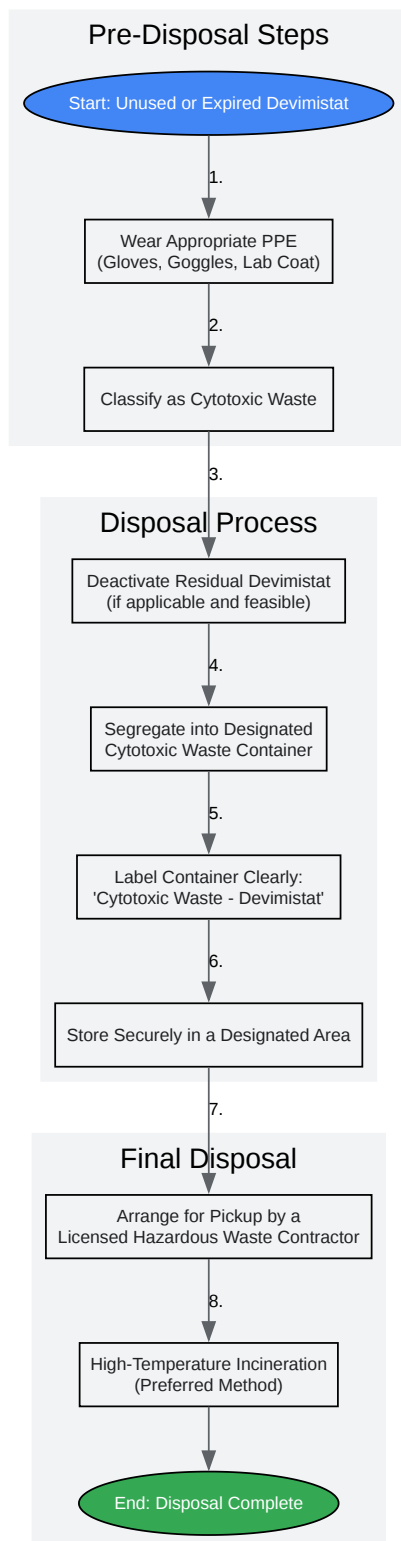 Pre-Disposal Steps
Start: Unused or Expired Devimistat
1.
Wear Appropriate PPE
(Gloves, Goggles, Lab Coat)
2.
Classify as Cytotoxic Waste
3.
Disposal Process
Deactivate Residual Devimistat
(if applicable and feasible)
4.
Segregate into Designated
Cytotoxic Waste Container
5.
Label Container Clearly:
'Cytotoxic Waste - Devimistat'
6.
Store Securely in a Designated Area
7.
Final Disposal
Arrange for Pickup by a
Licensed Hazardous Waste Contractor
8.
High-Temperature Incineration
(Preferred Method)
End: Disposal Complete